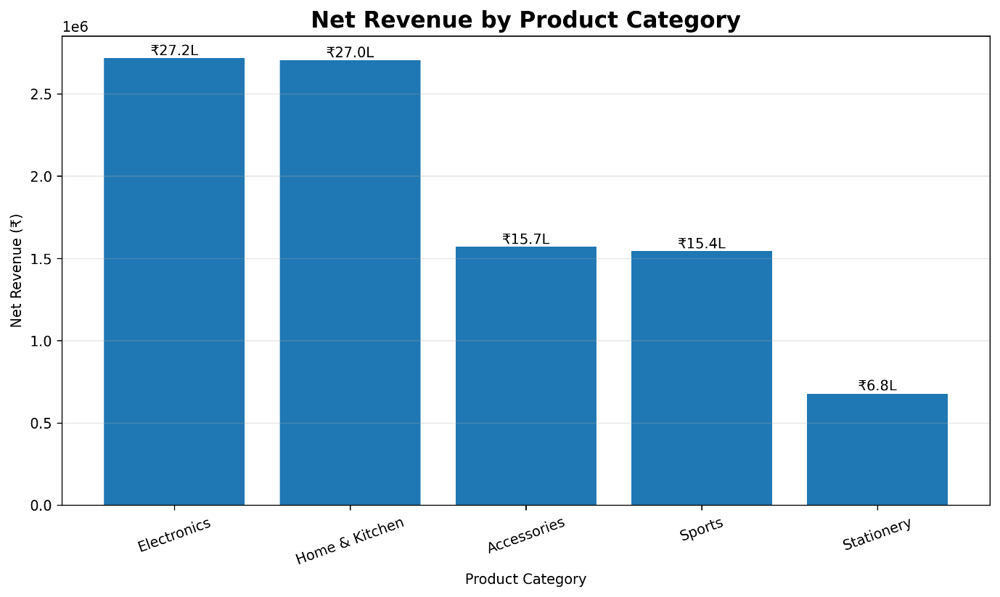 Net Revenue by Product Category
1e6
₹27.2L
₹27.0L
₹15.7L
₹15.4L
₹6.8L
2.5
2.0
1.5
1.0
0.5
0.0
Net Revenue (₹)
Electronics
Home & Kitchen
Accessories
Sports
Stationery
Product Category